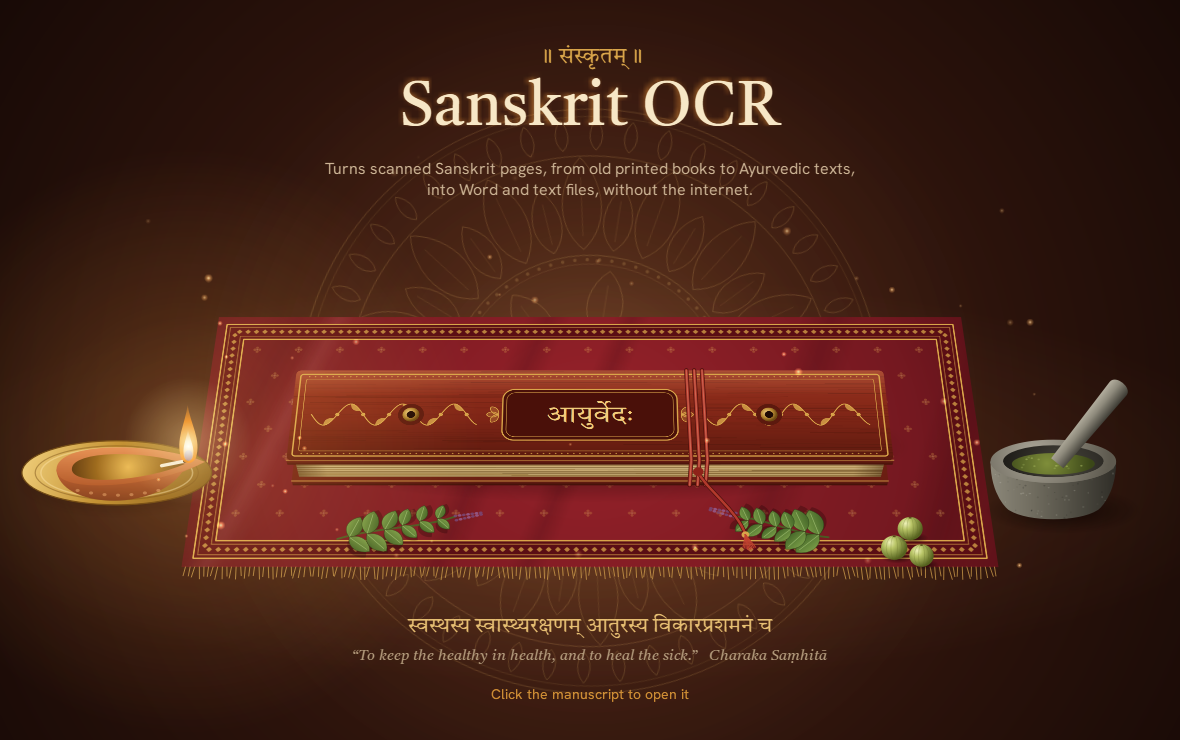 ॥ संस्कृतम् ॥
Sanskrit OCR
Turns scanned Sanskrit pages, from old printed books to Ayurvedic texts,
into Word and text files, without the internet.
आयुर्वेदः
स्वस्थस्य स्वास्थ्यरक्षणम् आतुरस्य विकारप्रशमनं च
“To keep the healthy in health, and to heal the sick.” Charaka Saṃhitā
Click the manuscript to open it